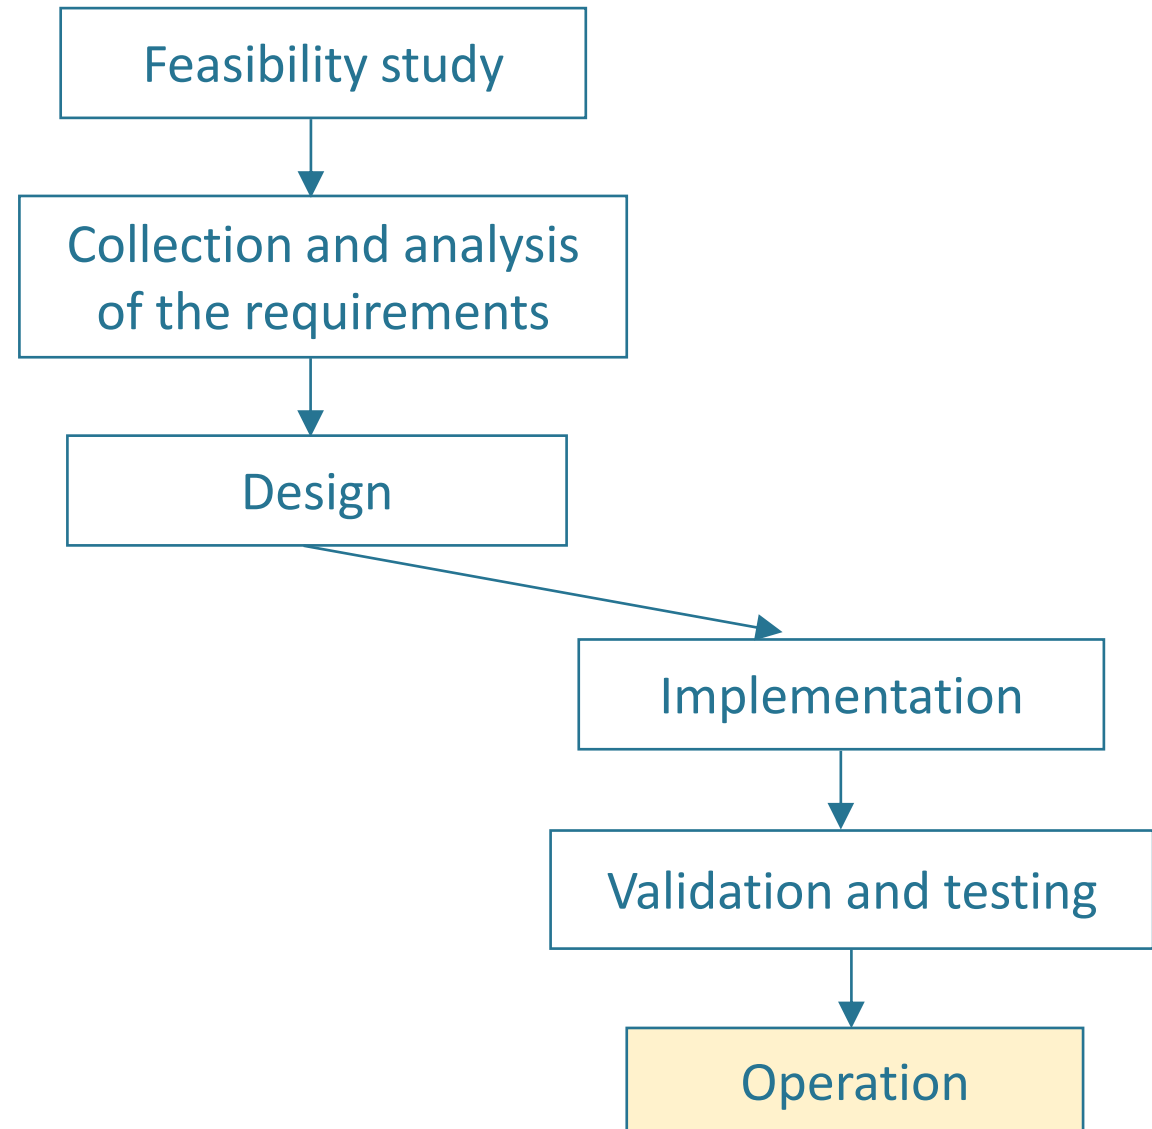 Feasibility study
Collection and analysis
of the requirements
Design
Implementation
Validation and testing
Operation